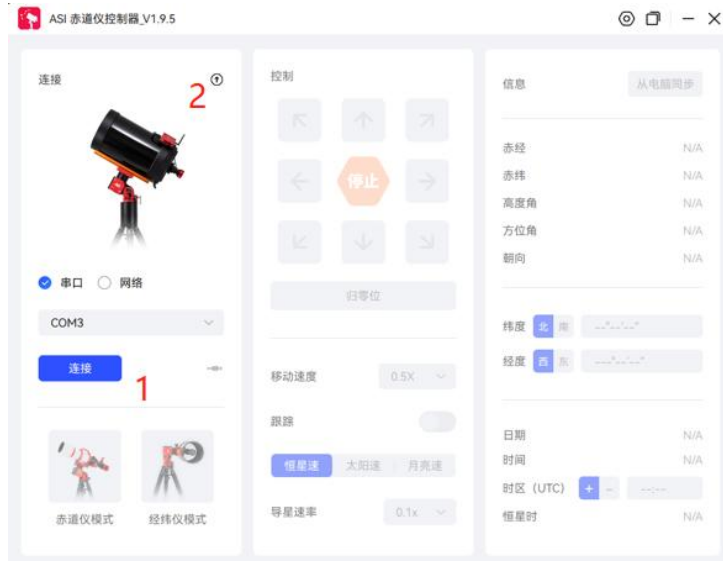 ASI 赤道仪控制器_V1.9.5
连接
2
串口 网络
COM3
连接
1
赤道仪模式 经纬仪模式
控制
停止
归零位
移动速度 0.5X
跟踪
恒星速 太阳速 月亮速
导星速率 0.1x
信息 从电脑同步
赤经 N/A
赤纬 N/A
高度角 N/A
方位角 N/A
朝向 N/A
纬度 北 南 --°--'--"
经度 西 东 ---°--'--"
日期 N/A
时间 N/A
时区（UTC） + - --:--
恒星时 N/A